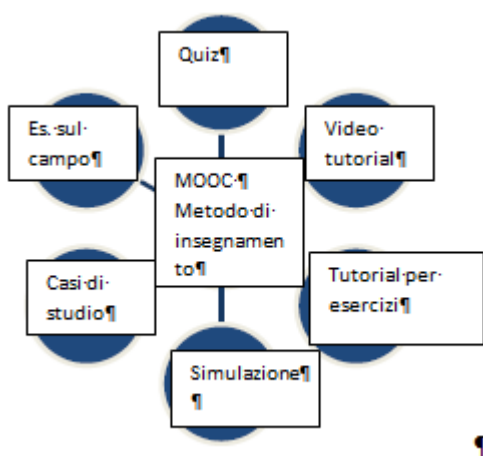 Quiz¶
Es.·sul·
campo¶
Video·
tutorial¶
MOOC·¶
Metodo·di·
insegnamen
to¶
Casi·di·
studio¶
Tutorial·per·
esercizi¶
Simulazione¶
¶
¶